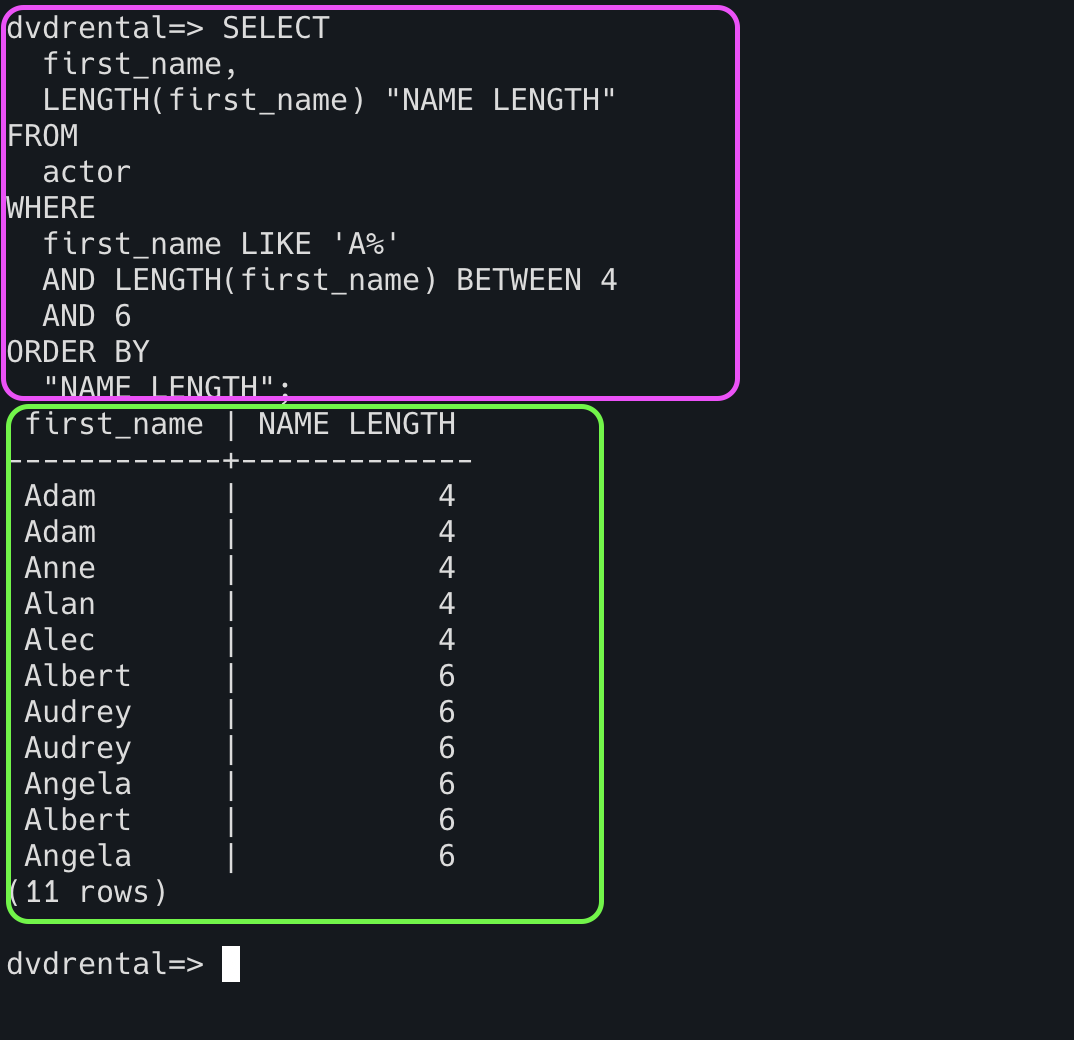 dvdrental=> SELECT
  first_name,
  LENGTH(first_name) "NAME LENGTH"
FROM
  actor
WHERE
  first_name LIKE 'A%'
  AND LENGTH(first_name) BETWEEN 4
  AND 6
ORDER BY
  "NAME LENGTH";
 first_name | NAME LENGTH
------------+-------------
 Adam       |           4
 Adam       |           4
 Anne       |           4
 Alan       |           4
 Alec       |           4
 Albert     |           6
 Audrey     |           6
 Audrey     |           6
 Angela     |           6
 Albert     |           6
 Angela     |           6
(11 rows)
dvdrental=>